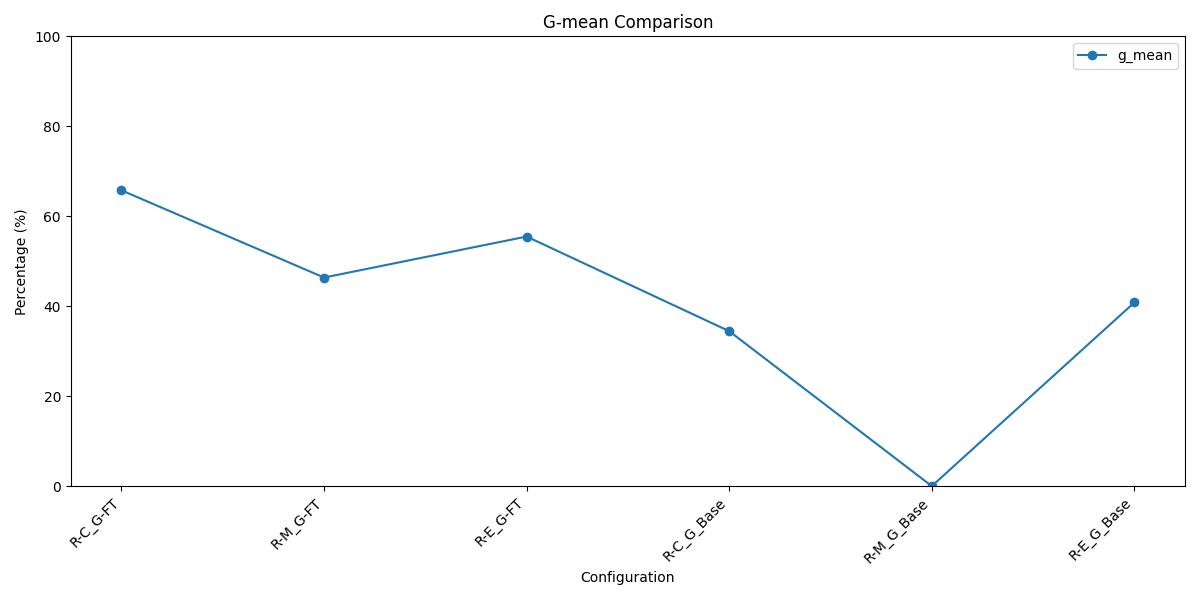 G-mean Comparison
100
80
60
40
20
0
Percentage (%)
g_mean
R-C_G-FT
R-M_G-FT
R-E_G-FT
R-C_G_Base
R-M_G_Base
R-E_G_Base
Configuration